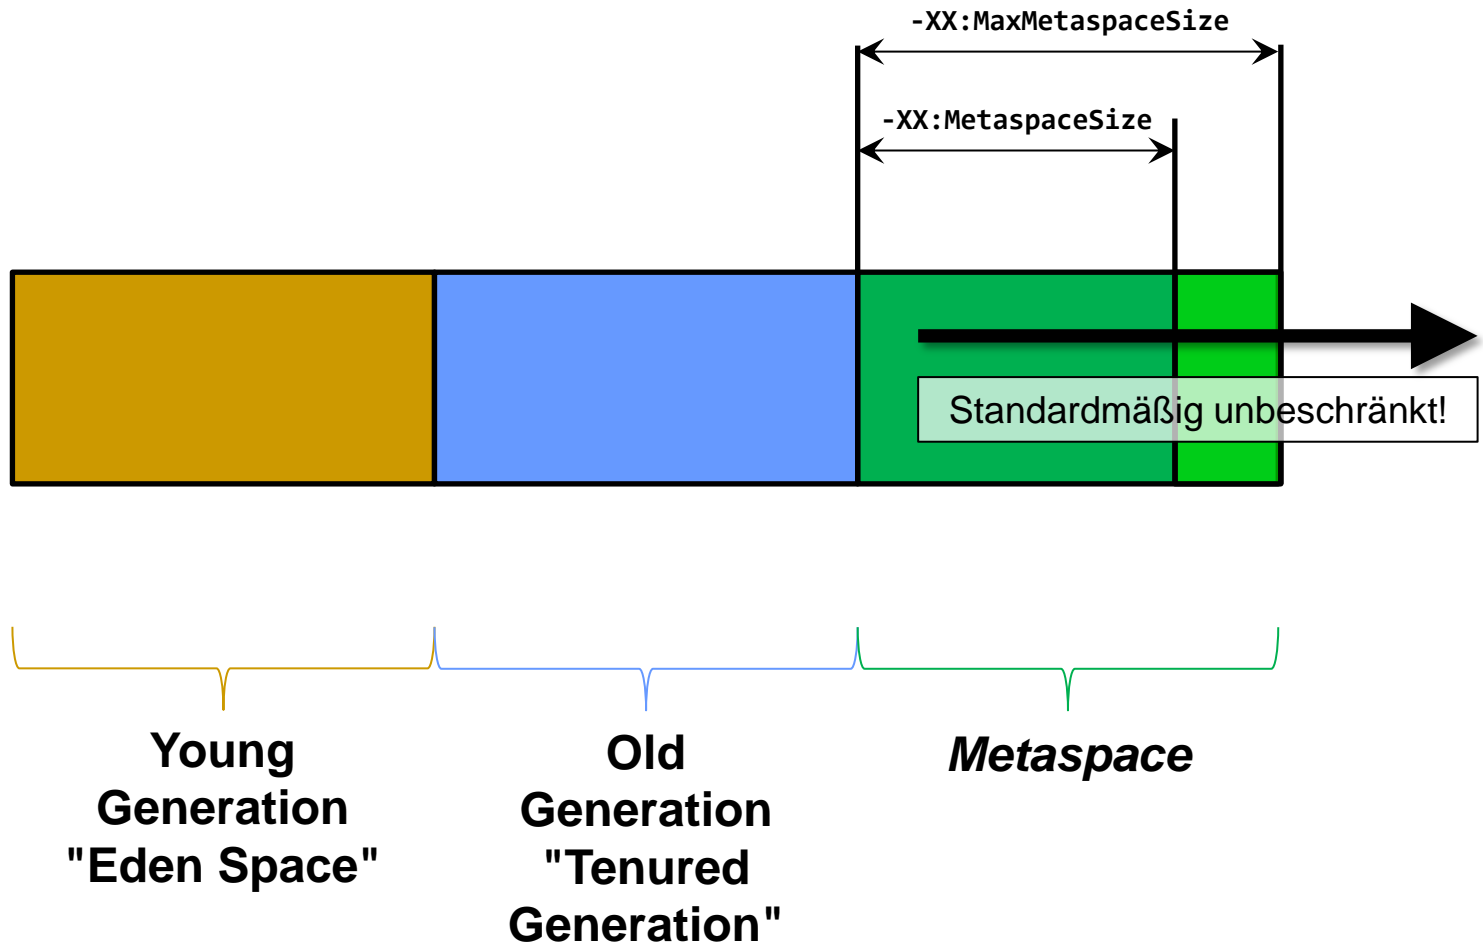 -XX:MaxMetaspaceSize
-XX:MetaspaceSize
Standardmäßig unbeschränkt!
Young
Generation
"Eden Space"
Old
Generation
"Tenured
Generation"
Metaspace